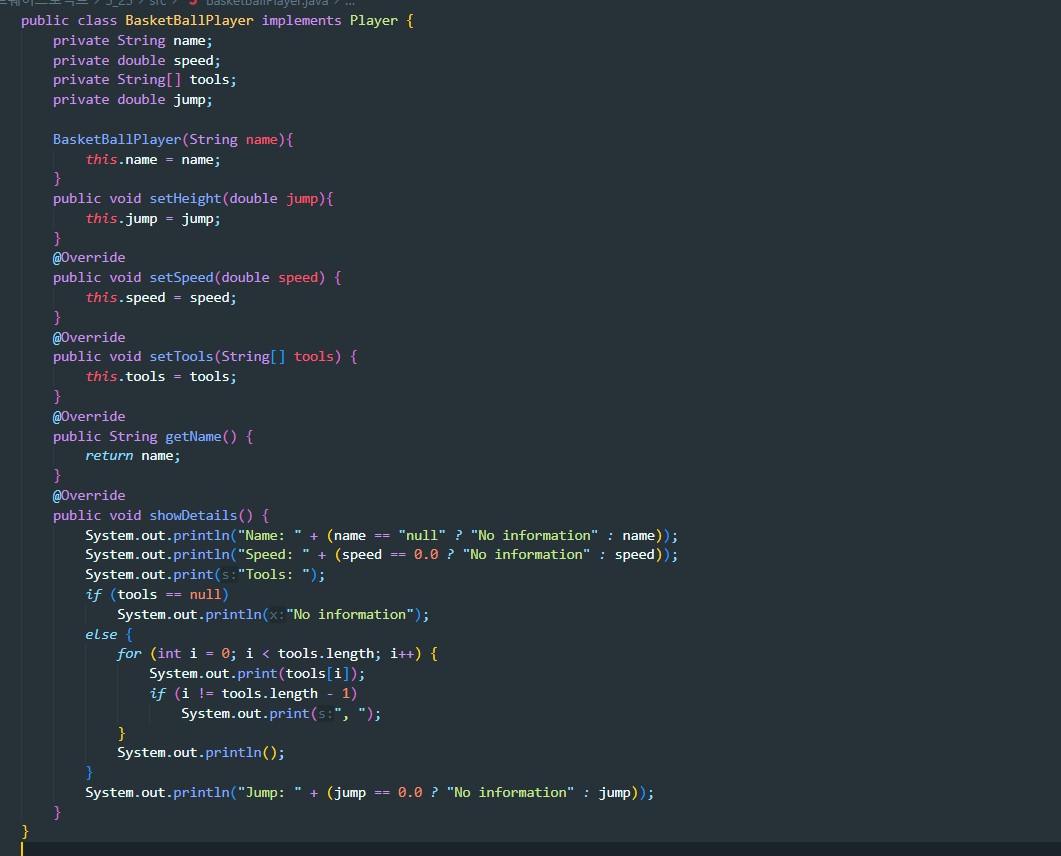 5_23 > src > BasketBallPlayer.java > ...
public class BasketBallPlayer implements Player {
    private String name;
    private double speed;
    private String[] tools;
    private double jump;

    BasketBallPlayer(String name){
        this.name = name;
    }
    public void setHeight(double jump){
        this.jump = jump;
    }
    @Override
    public void setSpeed(double speed) {
        this.speed = speed;
    }
    @Override
    public void setTools(String[] tools) {
        this.tools = tools;
    }
    @Override
    public String getName() {
        return name;
    }
    @Override
    public void showDetails() {
        System.out.println("Name: " + (name == "null" ? "No information" : name));
        System.out.println("Speed: " + (speed == 0.0 ? "No information" : speed));
        System.out.print(s:"Tools: ");
        if (tools == null)
            System.out.println(x:"No information");
        else {
            for (int i = 0; i < tools.length; i++) {
                System.out.print(tools[i]);
                if (i != tools.length - 1)
                    System.out.print(s:", ");
            }
            System.out.println();
        }
        System.out.println("Jump: " + (jump == 0.0 ? "No information" : jump));
    }
}